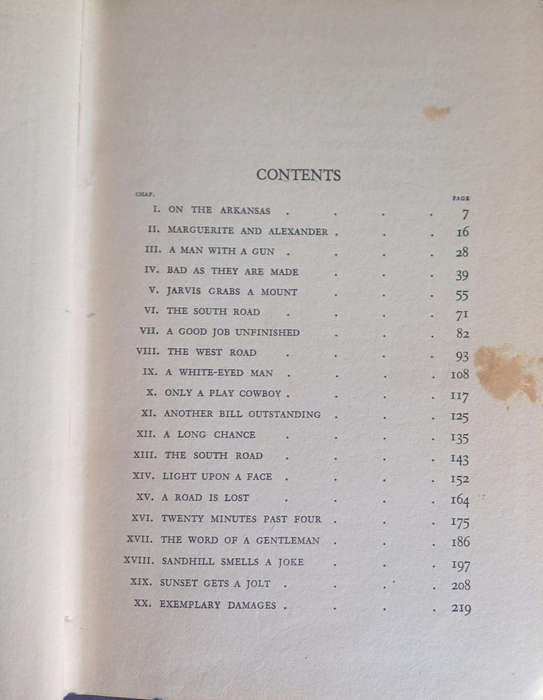 CONTENTS
CHAP. PAGE
I. ON THE ARKANSAS . . . . 7
II. MARGUERITE AND ALEXANDER . . . 16
III. A MAN WITH A GUN . . . . 28
IV. BAD AS THEY ARE MADE . . . 39
V. JARVIS GRABS A MOUNT . . . 55
VI. THE SOUTH ROAD . . . . 71
VII. A GOOD JOB UNFINISHED . . . 82
VIII. THE WEST ROAD . . . . 93
IX. A WHITE-EYED MAN . . . . 108
X. ONLY A PLAY COWBOY . . . . 117
XI. ANOTHER BILL OUTSTANDING . . . 125
XII. A LONG CHANCE . . . . 135
XIII. THE SOUTH ROAD . . . . 143
XIV. LIGHT UPON A FACE . . . . 152
XV. A ROAD IS LOST . . . . 164
XVI. TWENTY MINUTES PAST FOUR . . . 175
XVII. THE WORD OF A GENTLEMAN . . . 186
XVIII. SANDHILL SMELLS A JOKE . . . 197
XIX. SUNSET GETS A JOLT . . . . 208
XX. EXEMPLARY DAMAGES . . . . 219